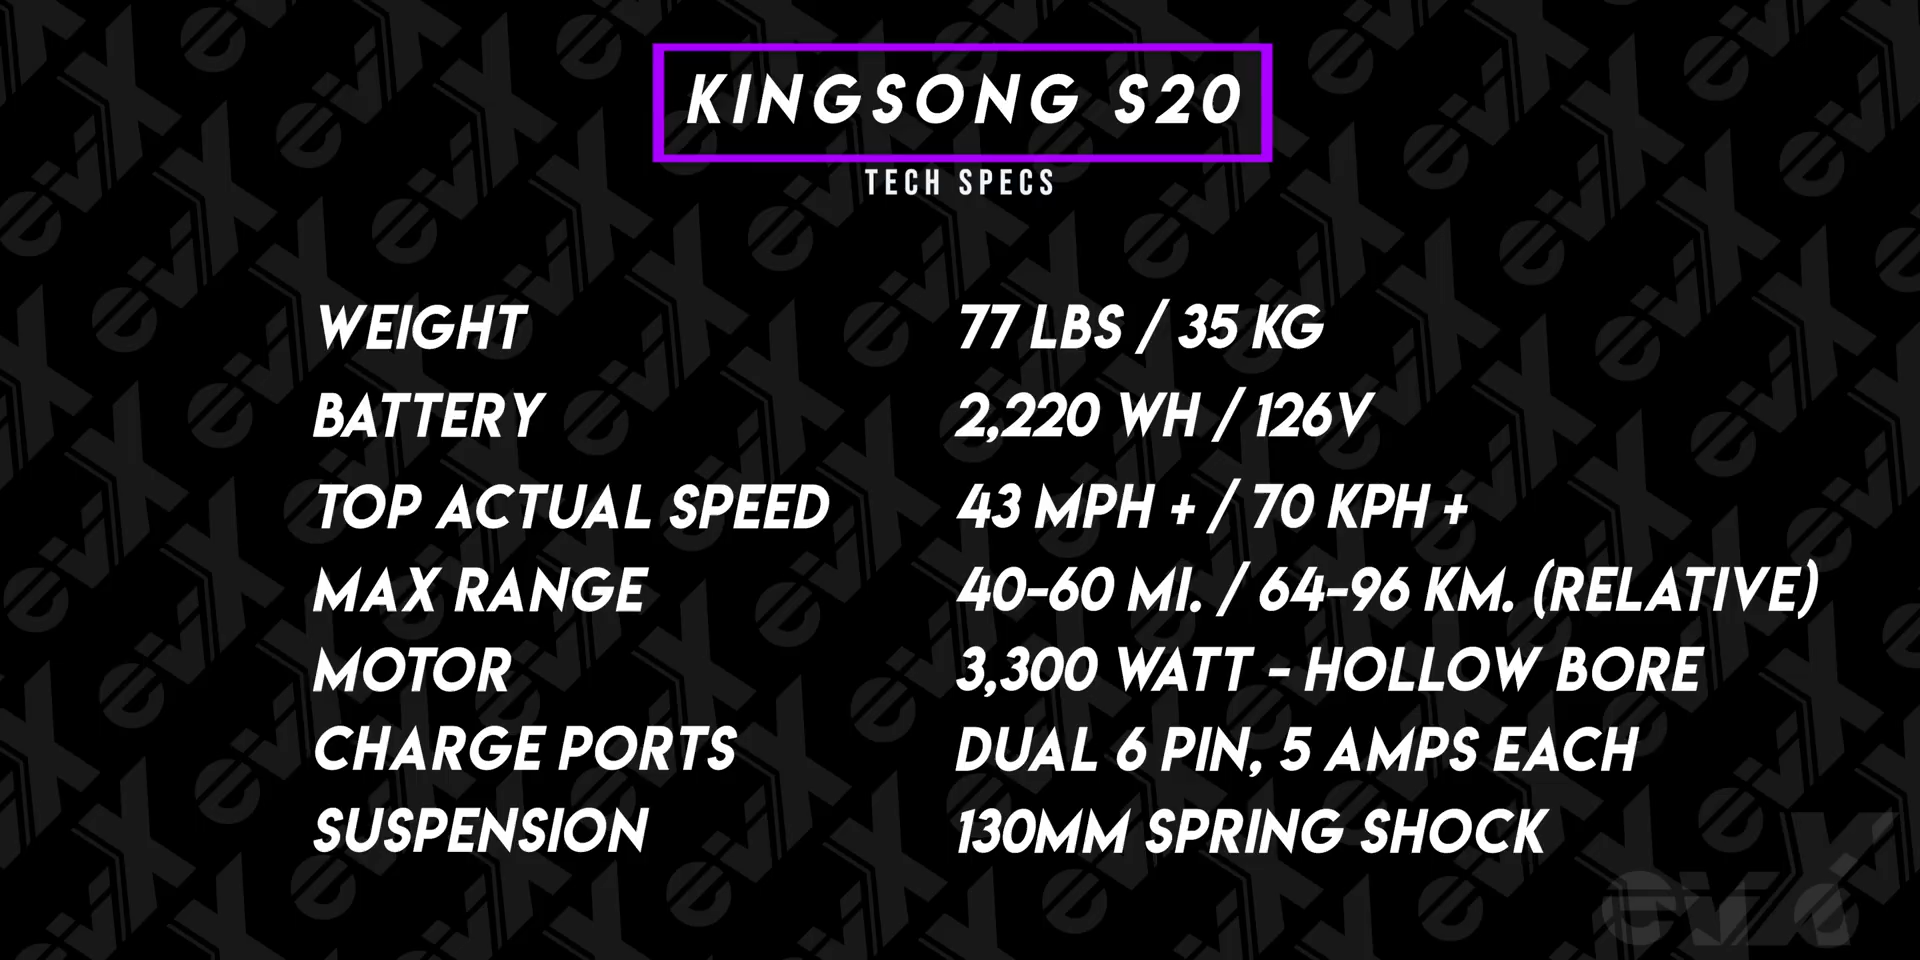 KINGSONG S20
TECH SPECS
WEIGHT 77 LBS / 35 KG
BATTERY 2,220 WH / 126V
TOP ACTUAL SPEED 43 MPH + / 70 KPH +
MAX RANGE 40-60 MI. / 64-96 KM. (RELATIVE)
MOTOR 3,300 WATT - HOLLOW BORE
CHARGE PORTS DUAL 6 PIN, 5 AMPS EACH
SUSPENSION 130MM SPRING SHOCK
evX